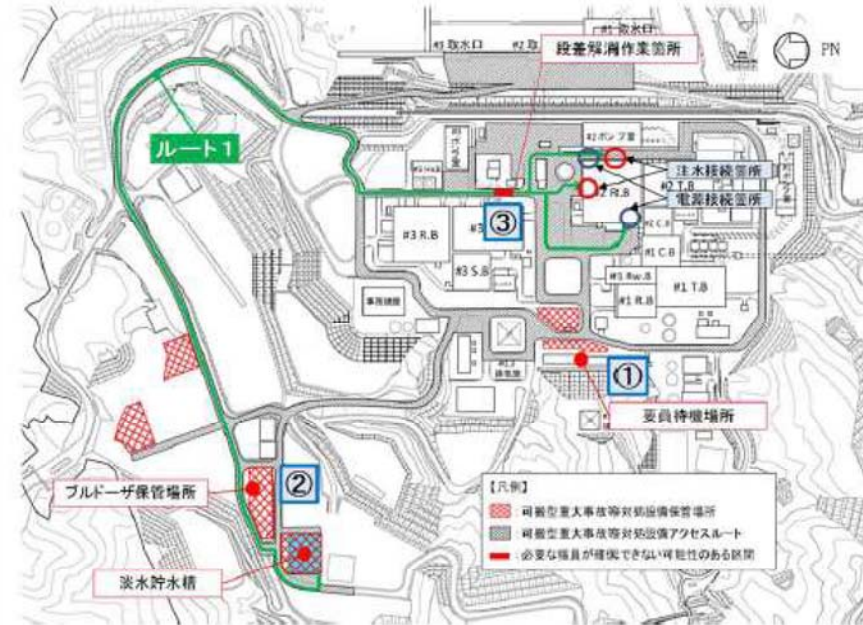 #1 取水口
#3 取水口
#2 取
段差解消作業箇所
PN
ルート1
#2 ポンプ室
注水接続箇所
#2 T.B
電源接続箇所
③
#2 C.B
#3 R.B
#3
#1 C.B
#3 S.B
#1 Rw.B
#1 T.B
#1 R.B
事務建屋
①
要員待機場所
ブルドーザ保管場所
②
淡水貯水槽
【凡例】
可搬型重大事故等対処設備保管場所
可搬型重大事故等対処設備アクセスルート
必要な幅員が確保できない可能性のある区間